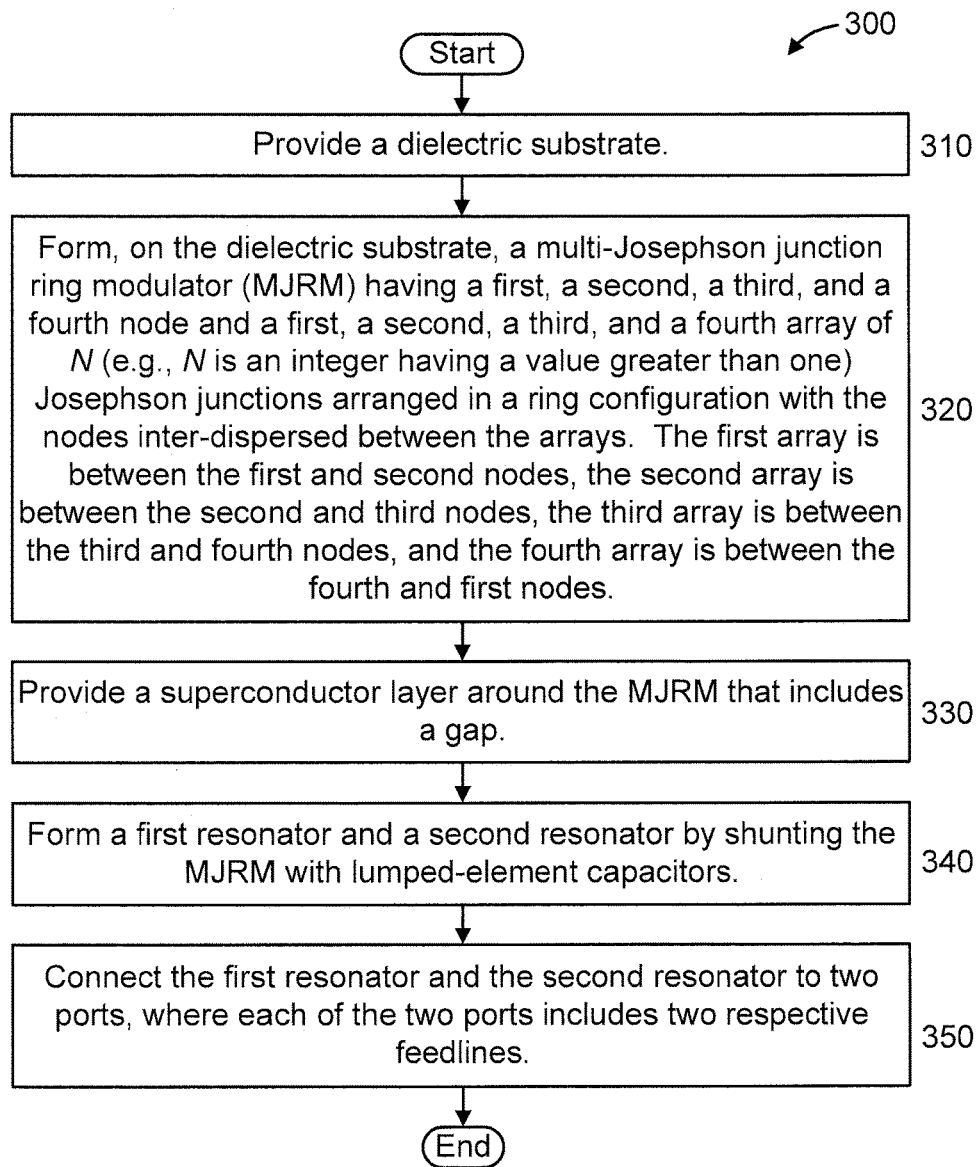 300
Start
Provide a dielectric substrate.
310
Form, on the dielectric substrate, a multi-Josephson junction
ring modulator (MJRM) having a first, a second, a third, and a
fourth node and a first, a second, a third, and a fourth array of
N (e.g., N is an integer having a value greater than one)
Josephson junctions arranged in a ring configuration with the
nodes inter-dispersed between the arrays. The first array is
between the first and second nodes, the second array is
between the second and third nodes, the third array is between
the third and fourth nodes, and the fourth array is between the
fourth and first nodes.
320
Provide a superconductor layer around the MJRM that includes
a gap.
330
Form a first resonator and a second resonator by shunting the
MJRM with lumped-element capacitors.
340
Connect the first resonator and the second resonator to two
ports, where each of the two ports includes two respective
feedlines.
350
End